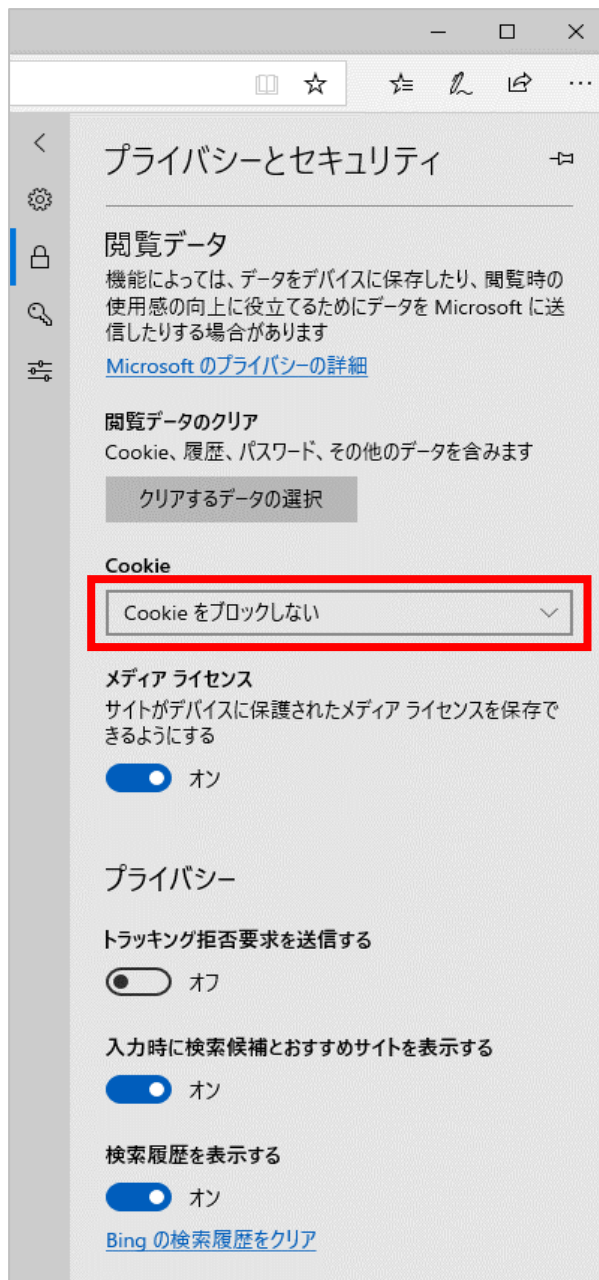 プライバシーとセキュリティ
閲覧データ
機能によっては、データをデバイスに保存したり、閲覧時の
使用感の向上に役立てるためにデータを Microsoft に送
信したりする場合があります
Microsoft のプライバシーの詳細
閲覧データのクリア
Cookie、履歴、パスワード、その他のデータを含みます
クリアするデータの選択
Cookie
Cookie をブロックしない
メディア ライセンス
サイトがデバイスに保護されたメディア ライセンスを保存で
きるようにする
オン
プライバシー
トラッキング拒否要求を送信する
オフ
入力時に検索候補とおすすめサイトを表示する
オン
検索履歴を表示する
オン
Bing の検索履歴をクリア